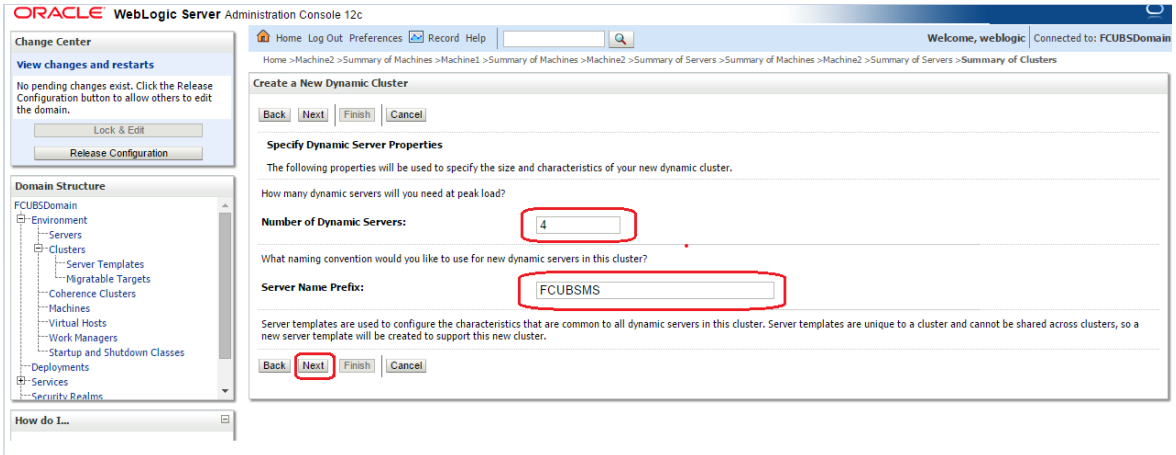 ORACLE WebLogic Server Administration Console 12c
Change Center
View changes and restarts
No pending changes exist. Click the Release
Configuration button to allow others to edit
the domain.
Lock & Edit
Release Configuration
Domain Structure
FCUBSDomain
Environment
Servers
Clusters
Server Templates
Migratable Targets
Coherence Clusters
Machines
Virtual Hosts
Work Managers
Startup and Shutdown Classes
Deployments
Services
Security Realms
How do I...
Home Log Out Preferences Record Help
Welcome, weblogic Connected to: FCUBSDomain
Home >Machine2 >Summary of Machines >Machine1 >Summary of Machines >Machine2 >Summary of Servers >Summary of Machines >Machine2 >Summary of Servers >Summary of Clusters
Create a New Dynamic Cluster
Back Next Finish Cancel
Specify Dynamic Server Properties
The following properties will be used to specify the size and characteristics of your new dynamic cluster.
How many dynamic servers will you need at peak load?
Number of Dynamic Servers: 4
What naming convention would you like to use for new dynamic servers in this cluster?
Server Name Prefix: FCUBSMS
Server templates are used to configure the characteristics that are common to all dynamic servers in this cluster. Server templates are unique to a cluster and cannot be shared across clusters, so a
new server template will be created to support this new cluster.
Back Next Finish Cancel